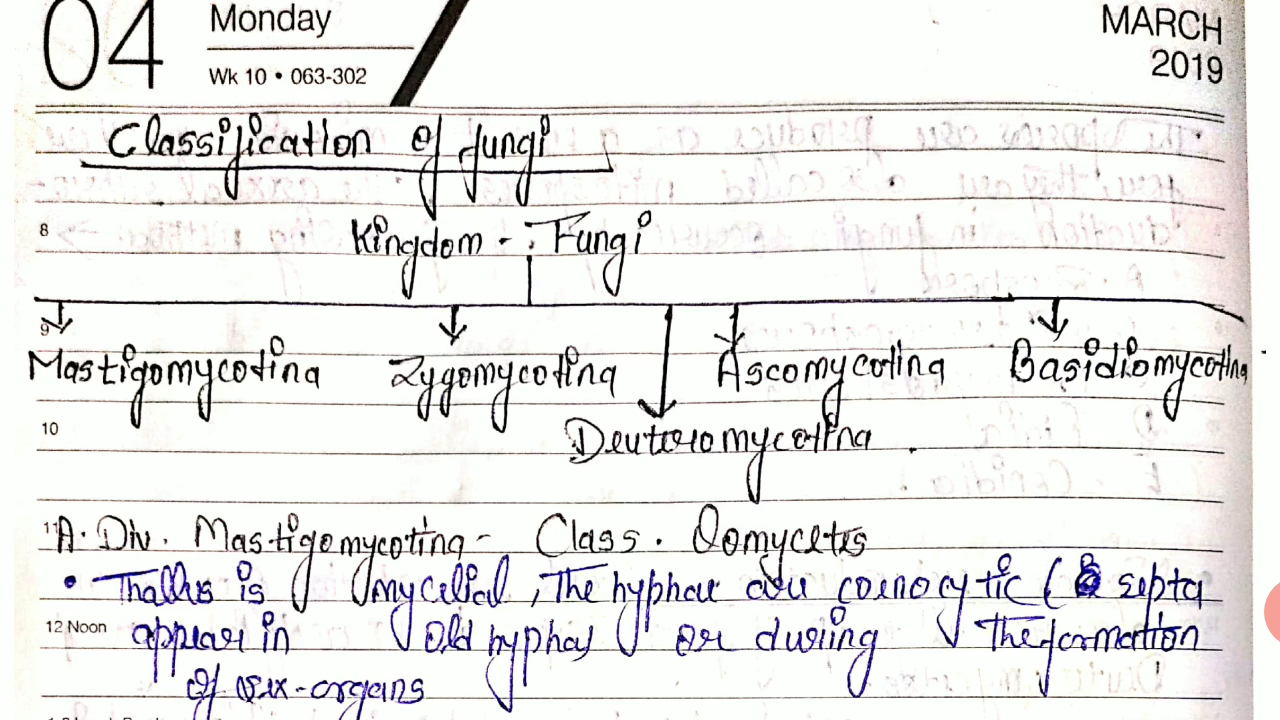 04 Monday MARCH
Wk 10 • 063-302 2019
Classification of fungi
8 Kingdom - : Fungi
9
Mastigomycotina Zygomycotina Ascomycotina Basidiomycotina
10 Deuteromycotina .
11 A. Div. Mastigomycotina - Class . Oomycetes
• Thallus is mycelial , The hyphae are coenocytic ( septa
12 Noon appear in old hyphae or during the formation
of sex-organs